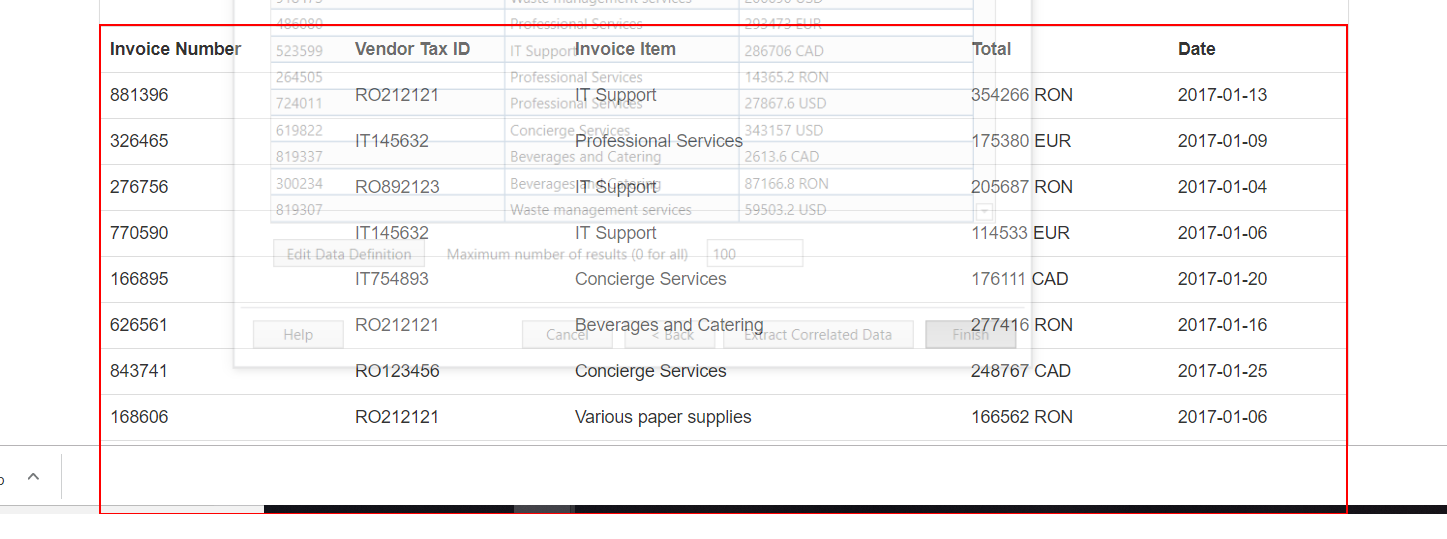 486080 Professional Services 293473 EUR
Invoice Number Vendor Tax ID Invoice Item Total Date
523599 IT Support 286706 CAD
264505 Professional Services 14365.2 RON
881396 RO212121 IT Support 354266 RON 2017-01-13
724011 Professional Services 27867.6 USD
619822 Concierge Services 343157 USD
326465 IT145632 Professional Services 175380 EUR 2017-01-09
819337 Beverages and Catering 2613.6 CAD
300234 Beverages and Catering 87166.8 RON
276756 RO892123 IT Support 205687 RON 2017-01-04
819307 Waste management services 59503.2 USD
770590 IT145632 IT Support 114533 EUR 2017-01-06
Edit Data Definition Maximum number of results (0 for all) 100
166895 IT754893 Concierge Services 176111 CAD 2017-01-20
626561 RO212121 Beverages and Catering 277416 RON 2017-01-16
Help Cancel < Back Extract Correlated Data Finish
843741 RO123456 Concierge Services 248767 CAD 2017-01-25
168606 RO212121 Various paper supplies 166562 RON 2017-01-06